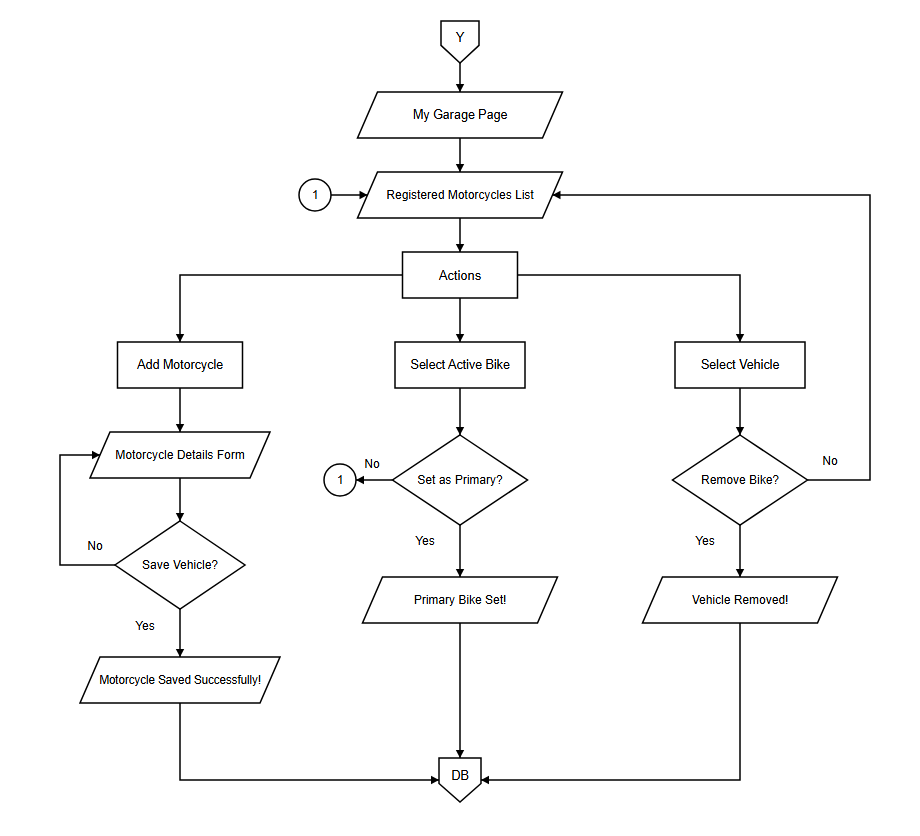 Y
My Garage Page
1
Registered Motorcycles List
Actions
Add Motorcycle
Select Active Bike
Select Vehicle
Motorcycle Details Form
No
1
Set as Primary?
Remove Bike?
No
No
Save Vehicle?
Yes
Yes
Yes
Primary Bike Set!
Vehicle Removed!
Motorcycle Saved Successfully!
DB